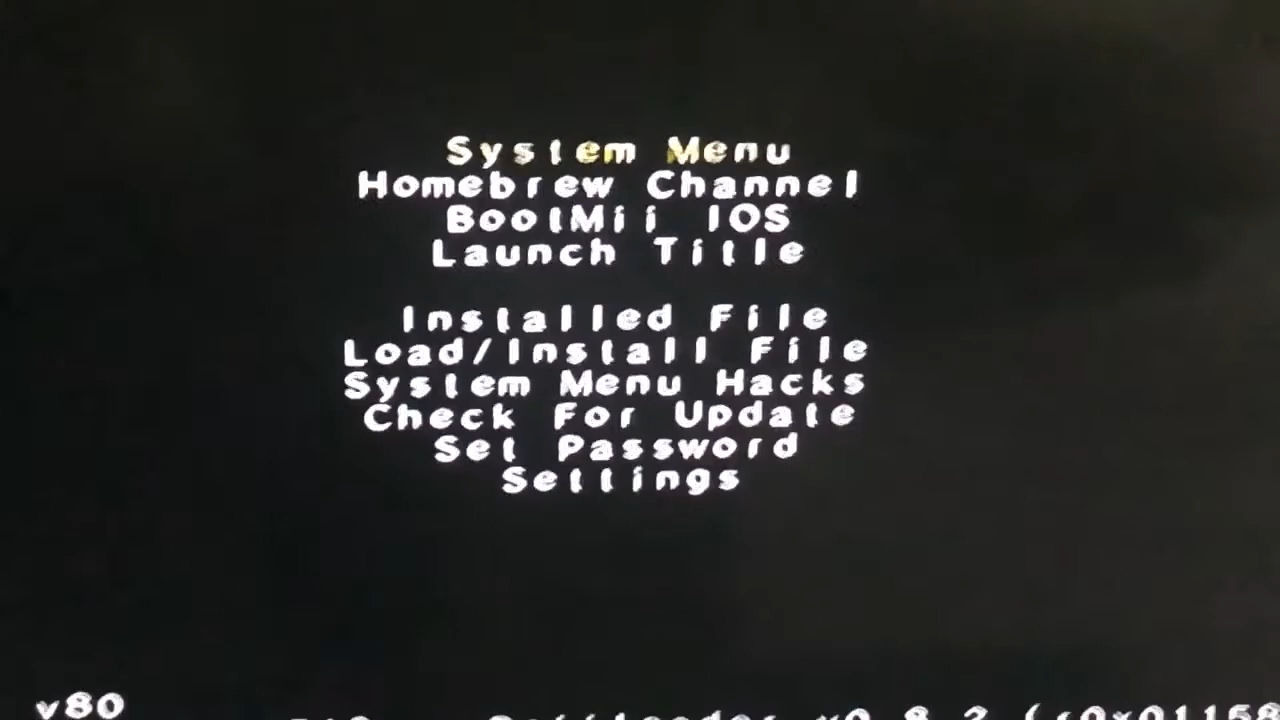 System Menu
Homebrew Channel
BootMii IOS
Launch Title
Installed File
Load/Install File
System Menu Hacks
Check For Update
Set Password
Settings
v80